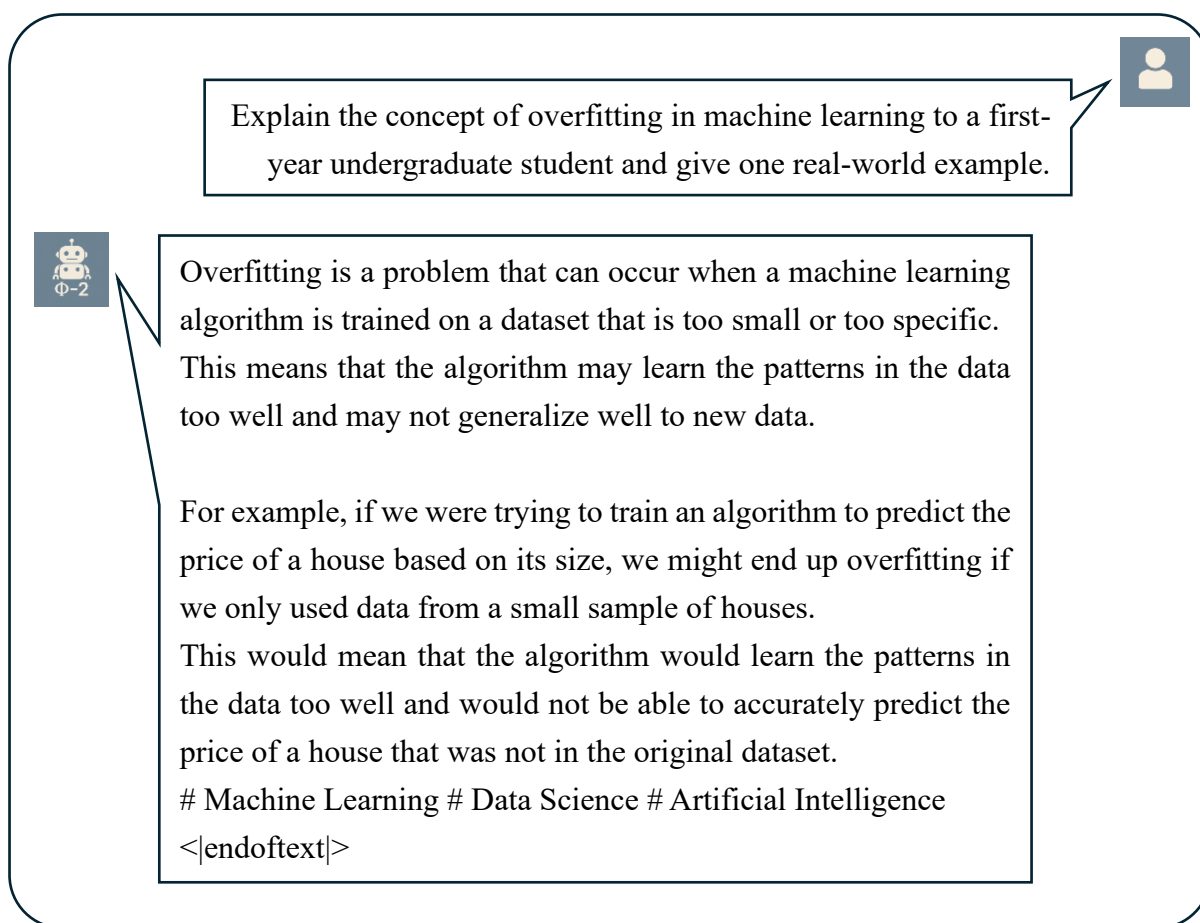 Explain the concept of overfitting in machine learning to a first-
year undergraduate student and give one real-world example.
Φ-2
Overfitting is a problem that can occur when a machine learning
algorithm is trained on a dataset that is too small or too specific.
This means that the algorithm may learn the patterns in the data
too well and may not generalize well to new data.
For example, if we were trying to train an algorithm to predict the
price of a house based on its size, we might end up overfitting if
we only used data from a small sample of houses.
This would mean that the algorithm would learn the patterns in
the data too well and would not be able to accurately predict the
price of a house that was not in the original dataset.
# Machine Learning # Data Science # Artificial Intelligence
<|endoftext|>